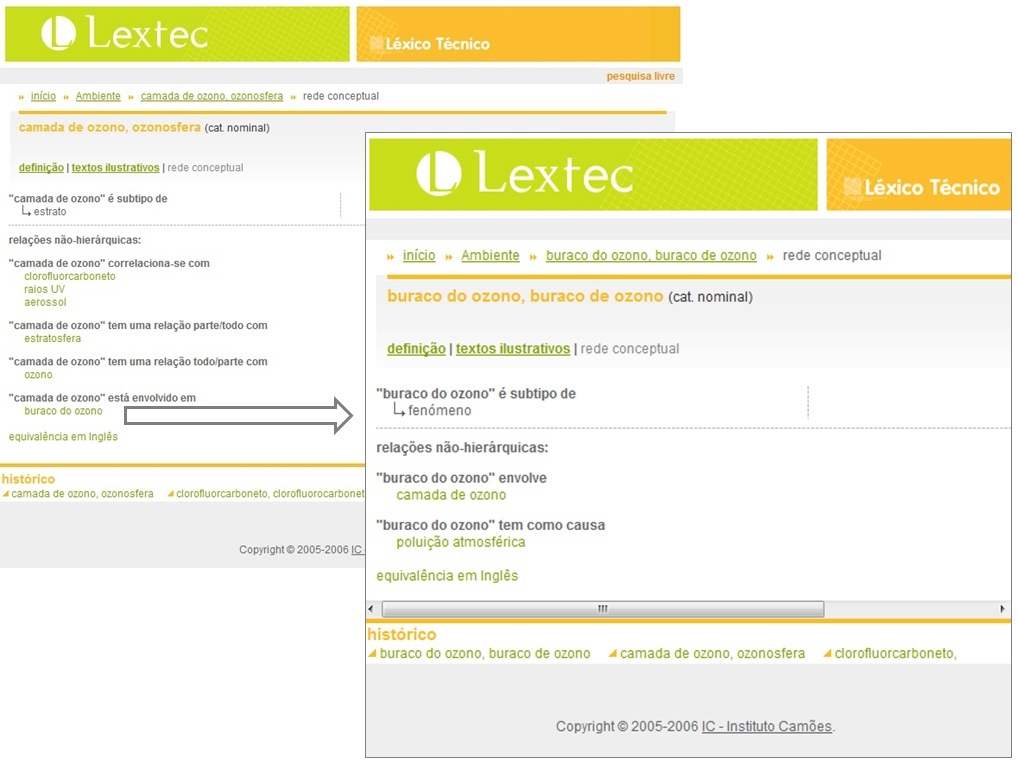 Lextec
Léxico Técnico
pesquisa livre
» início » Ambiente » camada de ozono, ozonosfera » rede conceptual
camada de ozono, ozonosfera (cat. nominal)
definição | textos ilustrativos | rede conceptual
"camada de ozono" é subtipo de
estrato
relações não-hierárquicas:
"camada de ozono" correlaciona-se com
clorofluorcarboneto
raios UV
aerossol
"camada de ozono" tem uma relação parte/todo com
estratosfera
"camada de ozono" tem uma relação todo/parte com
ozono
"camada de ozono" está envolvido em
buraco do ozono
equivalência em Inglês
histórico
camada de ozono, ozonosfera clorofluorcarboneto, clorofluorocarbonet
Copyright © 2005-2006 IC
Lextec
Léxico Técnico
» início » Ambiente » buraco do ozono, buraco de ozono » rede conceptual
buraco do ozono, buraco de ozono (cat. nominal)
definição | textos ilustrativos | rede conceptual
"buraco do ozono" é subtipo de
fenómeno
relações não-hierárquicas:
"buraco do ozono" envolve
camada de ozono
"buraco do ozono" tem como causa
poluição atmosférica
equivalência em Inglês
histórico
buraco do ozono, buraco de ozono camada de ozono, ozonosfera clorofluorcarboneto,
Copyright © 2005-2006 IC - Instituto Camões.